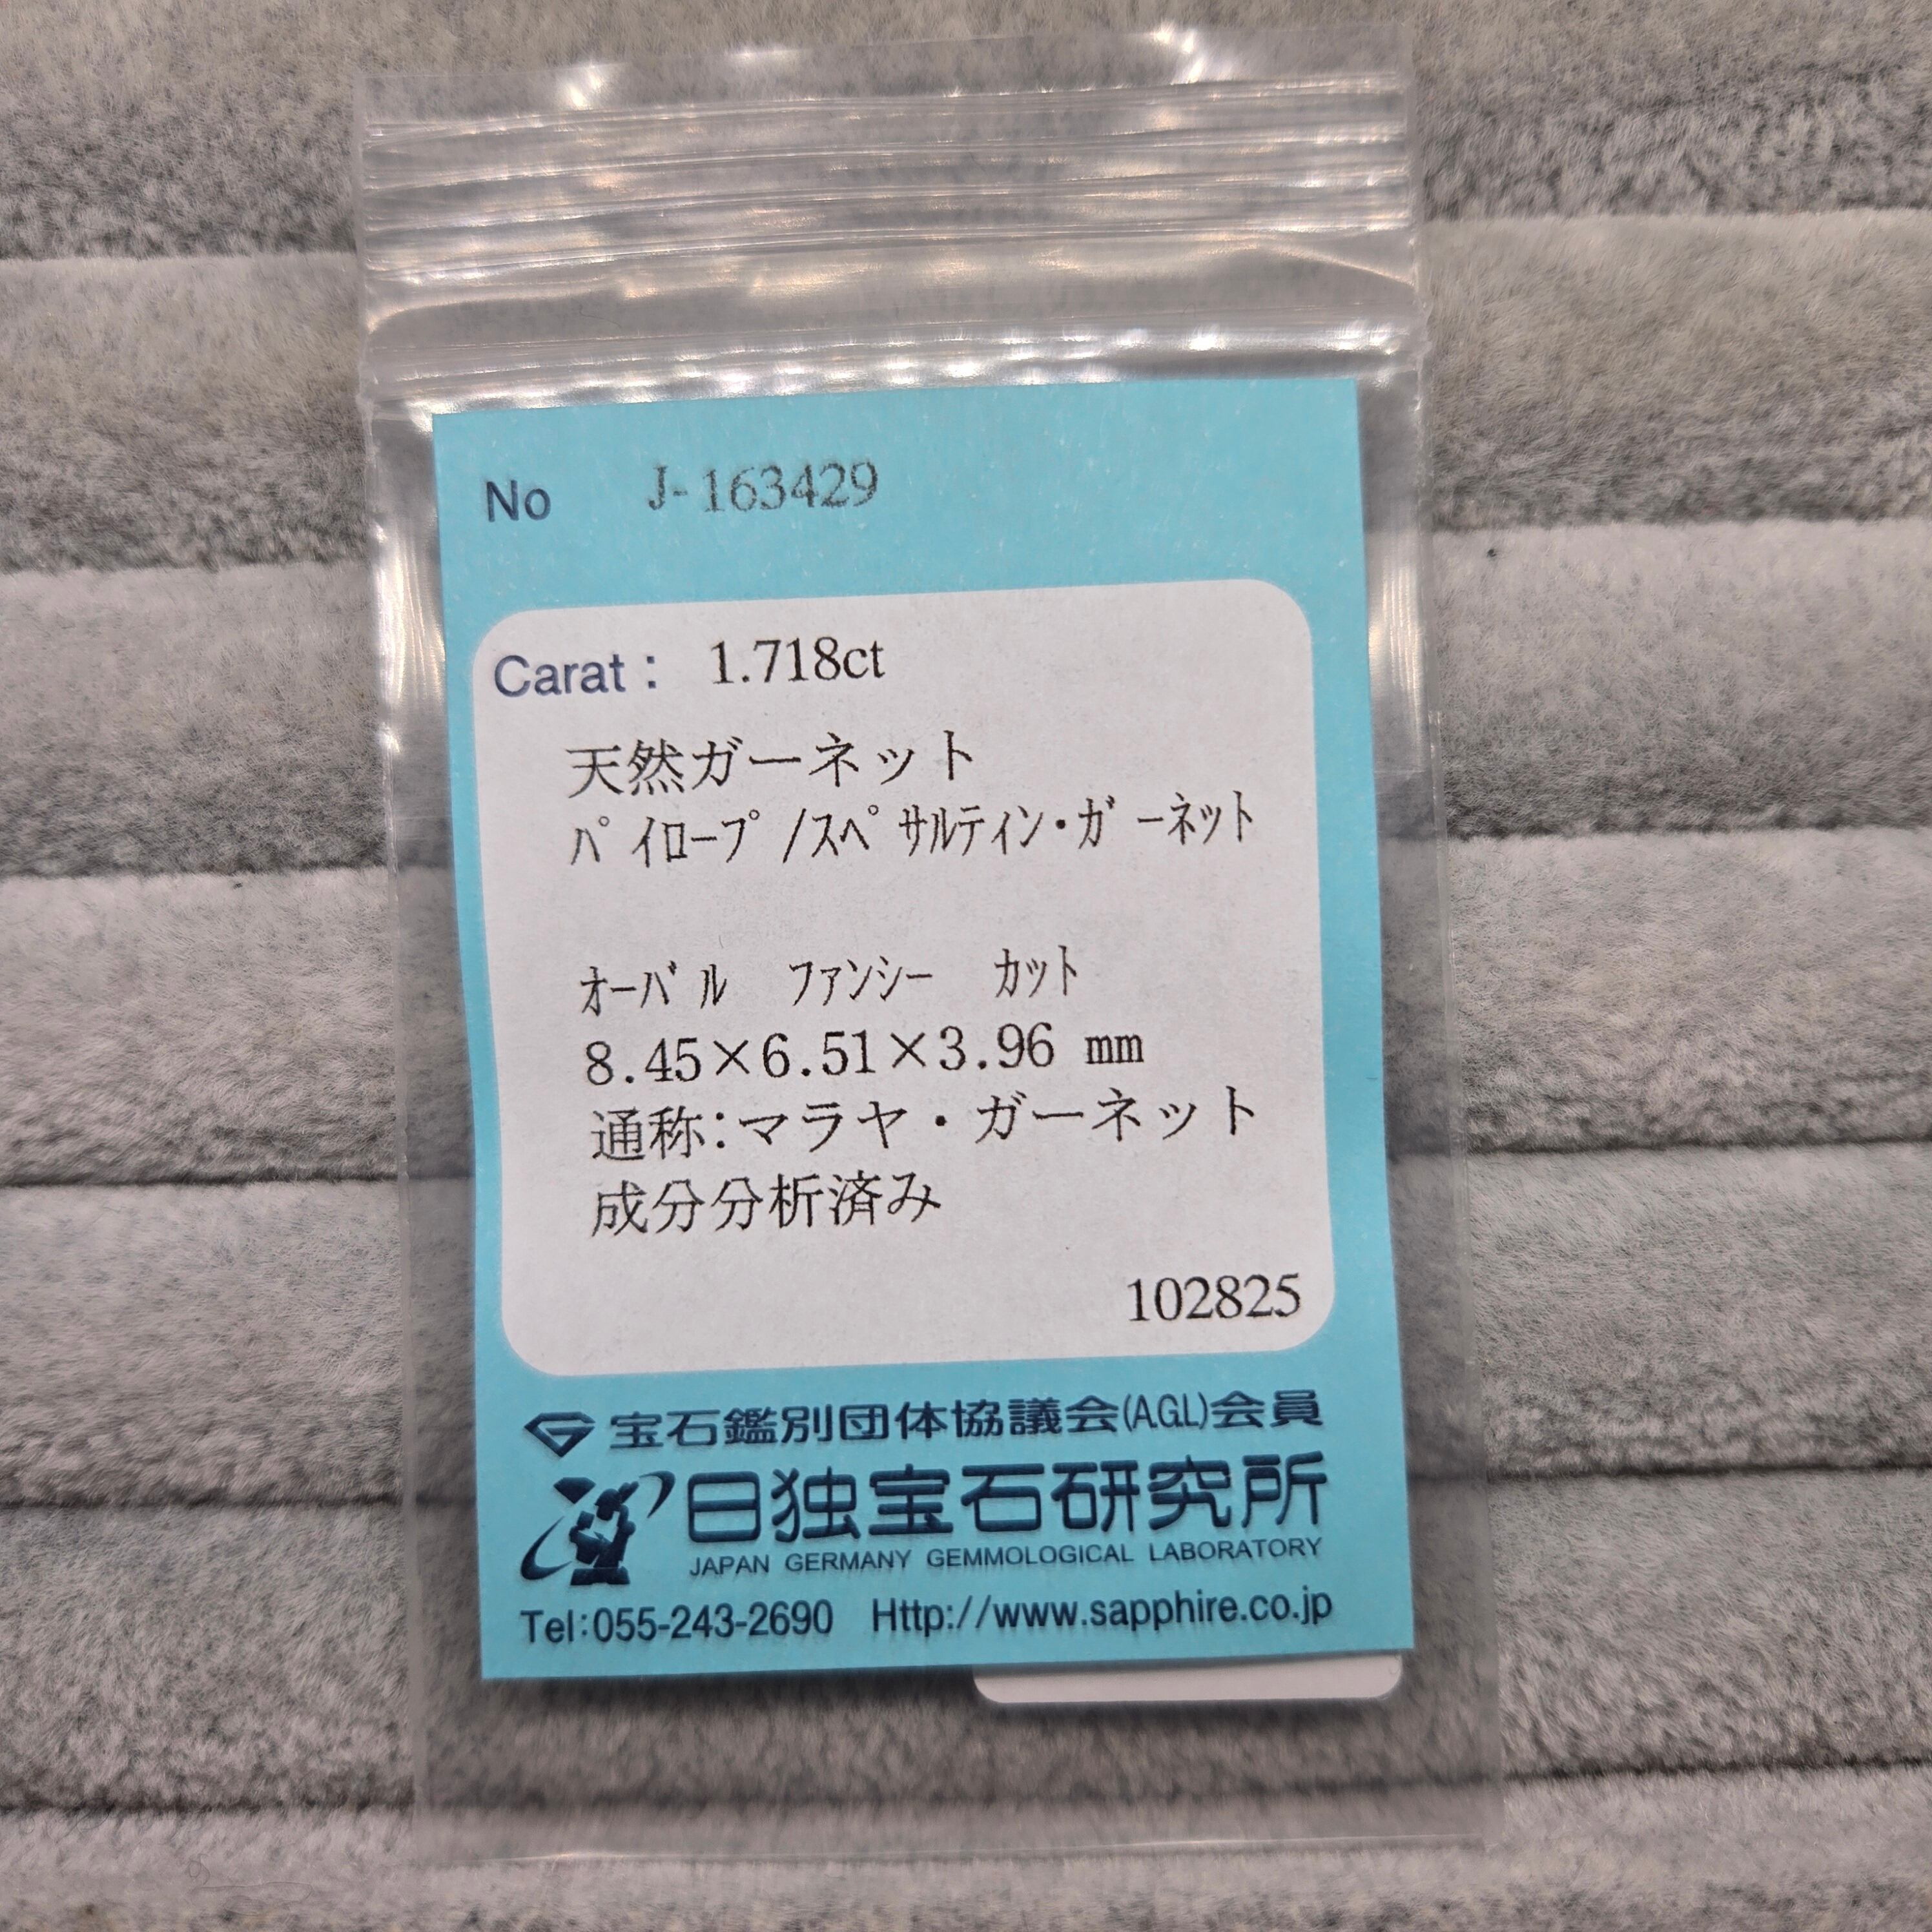 No J-163429
Carat： 1.718ct
天然ガーネット
ﾊﾟｲﾛｰﾌﾟ/ｽﾍﾟｻﾙﾃｨﾝ・ｶﾞｰﾈｯﾄ
ｵｰﾊﾞﾙ ﾌｧﾝｼｰ ｶｯﾄ
8.45×6.51×3.96 mm
通称:マラヤ・ガーネット
成分分析済み
102825
宝石鑑別団体協議会(A.G.L)会員
日独宝石研究所
JAPAN GERMANY GEMMOLOGICAL LABORATORY
Tel:055-243-2690 Http://www.sapphire.co.jp